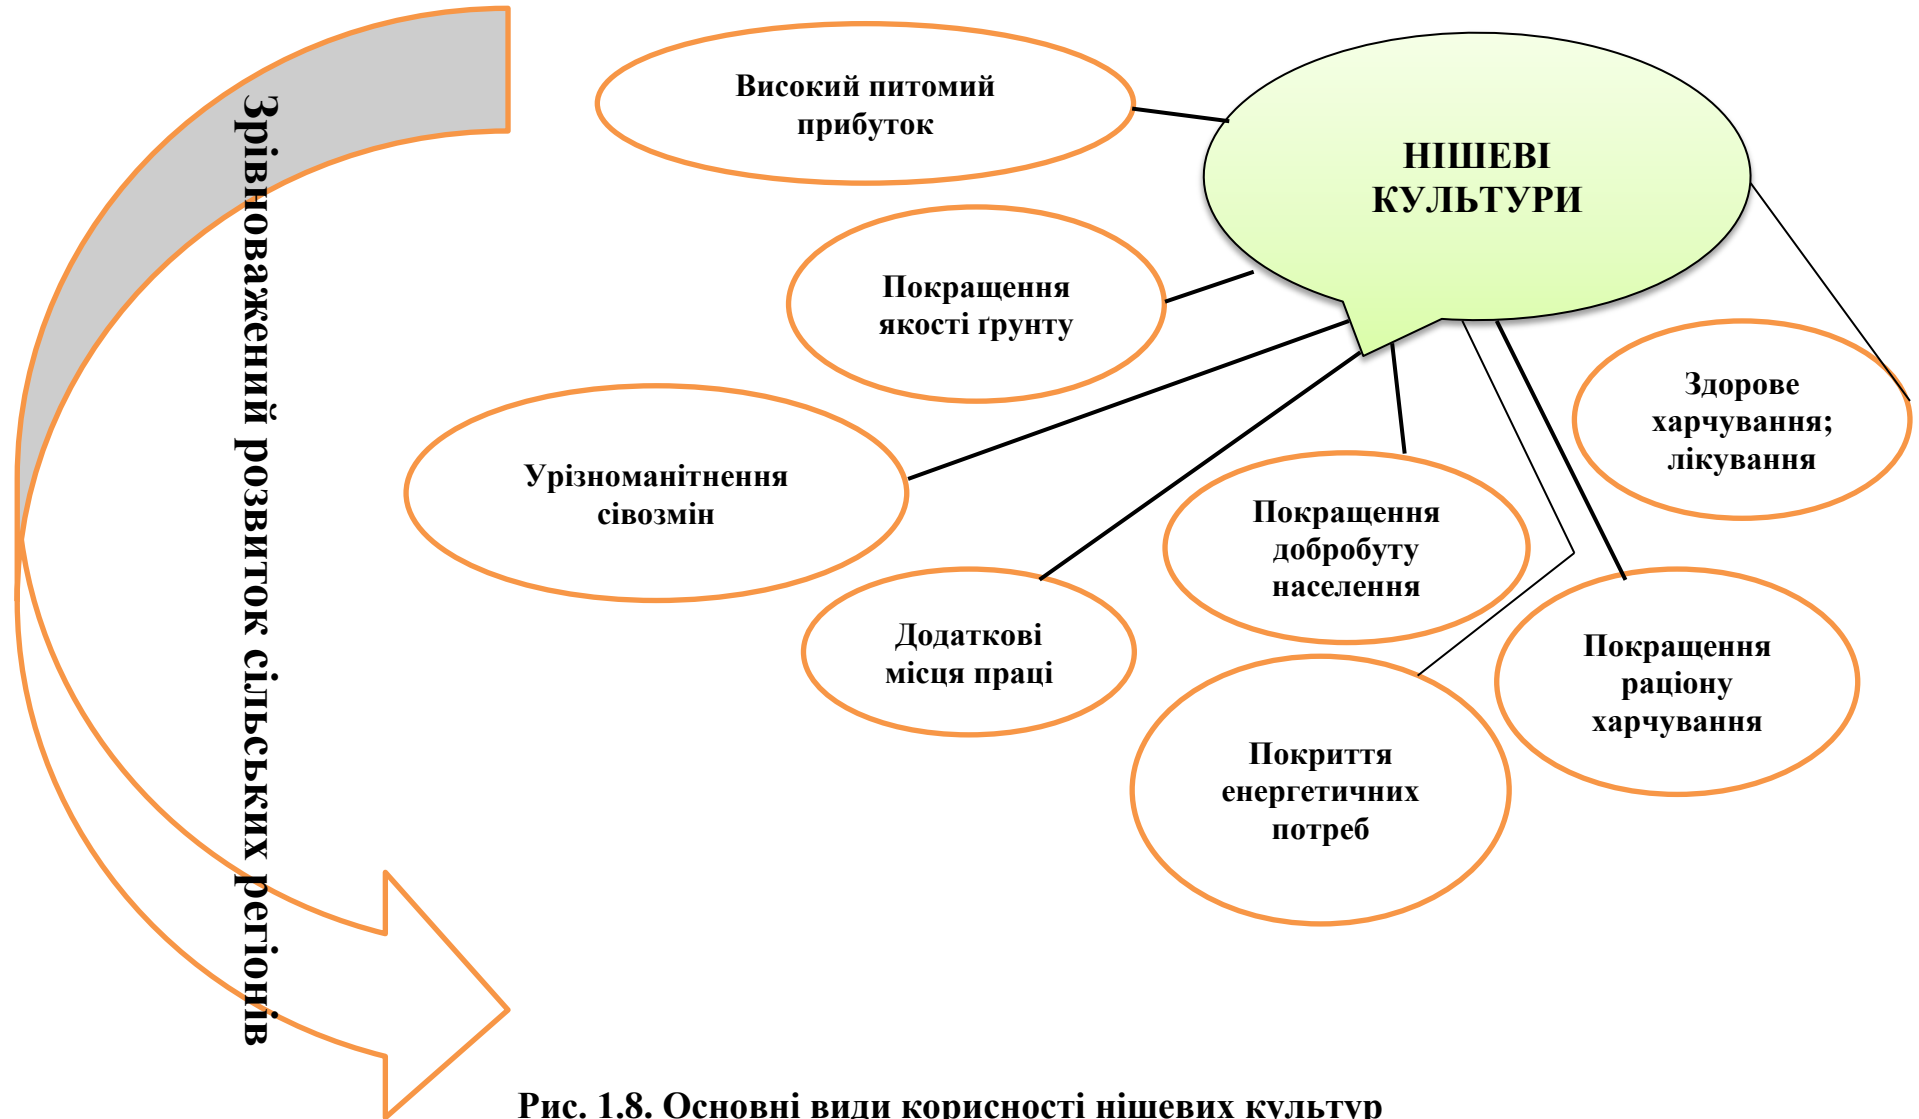 Зрівноважений розвиток сільських регіонів
Високий питомий
прибуток
НІШЕВІ
КУЛЬТУРИ
Покращення
якості ґрунту
Здорове
харчування;
лікування
Урізноманітнення
сівозмін
Покращення
добробуту
населення
Додаткові
місця праці
Покращення
раціону
харчування
Покриття
енергетичних
потреб
Рис. 1.8. Основні види корисності нішевих культур